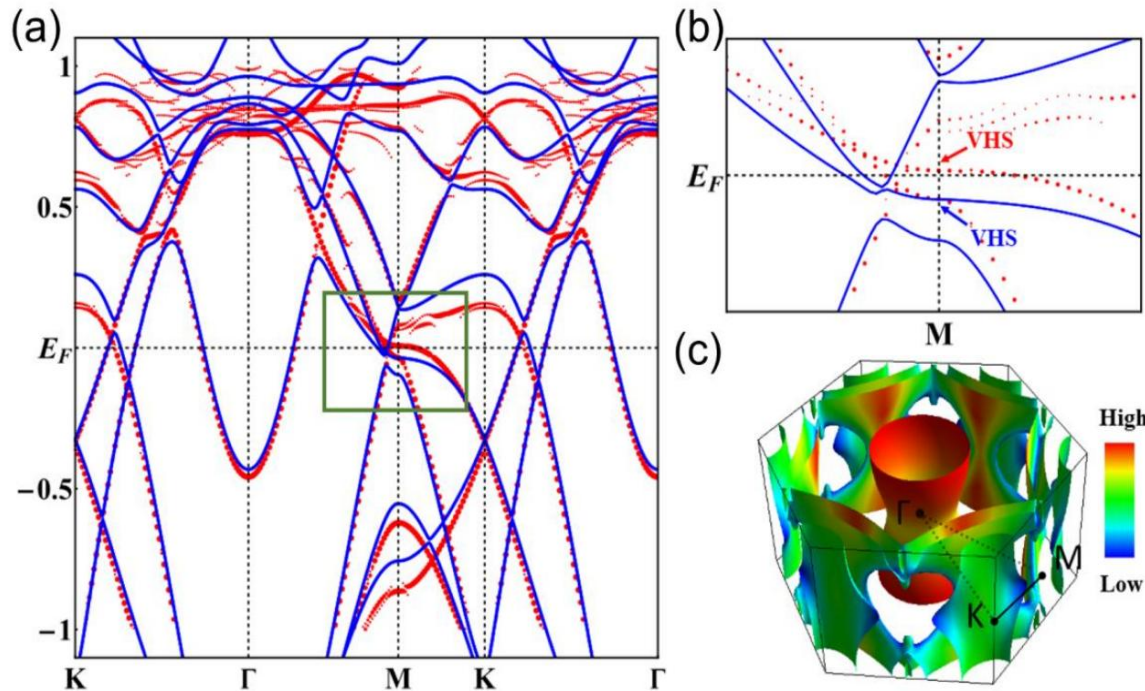 (a)
1
0.5
E_F
−0.5
−1
K Γ M K Γ
(b)
VHS
E_F
VHS
M
(c)
High
Γ
M
Low
K